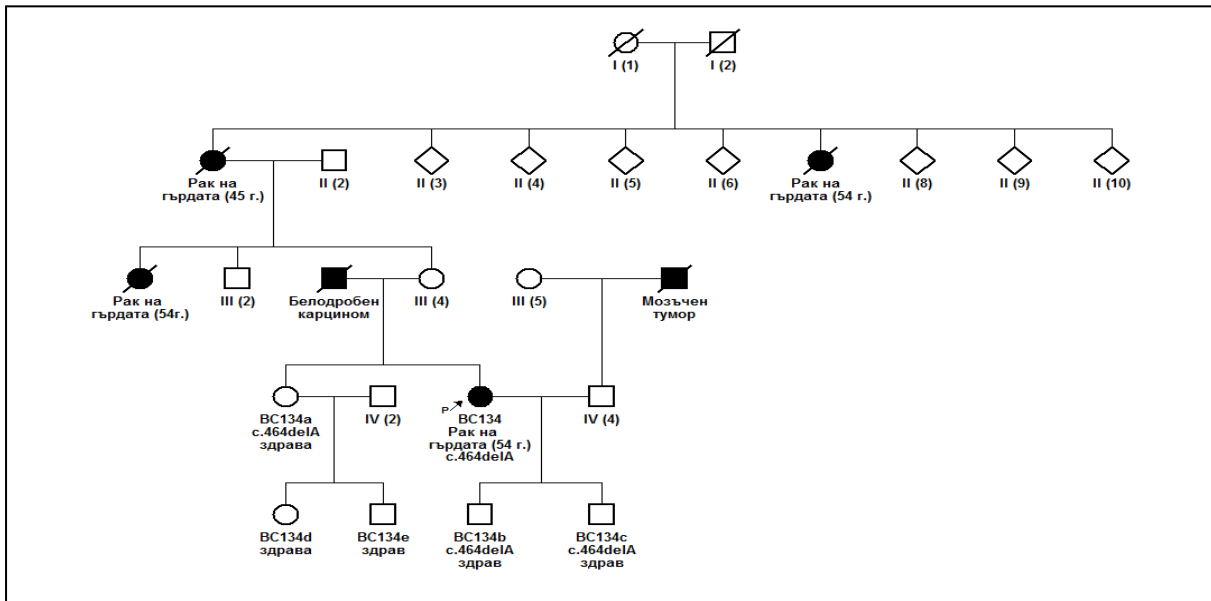 I (1)
I (2)
Рак на
гърдата (45 г.)
II (2)
II (3)
II (4)
II (5)
II (6)
Рак на
гърдата (54 г.)
II (8)
II (9)
II (10)
Рак на
гърдата (54г.)
III (2)
Белодробен
карцином
III (4)
III (5)
Мозъчен
тумор
BC134a
c.464delA
здрава
IV (2)
P
BC134
Рак на
гърдата (54 г.)
c.464delA
IV (4)
BC134d
здрава
BC134e
здрав
BC134b
c.464delA
здрав
BC134c
c.464delA
здрав